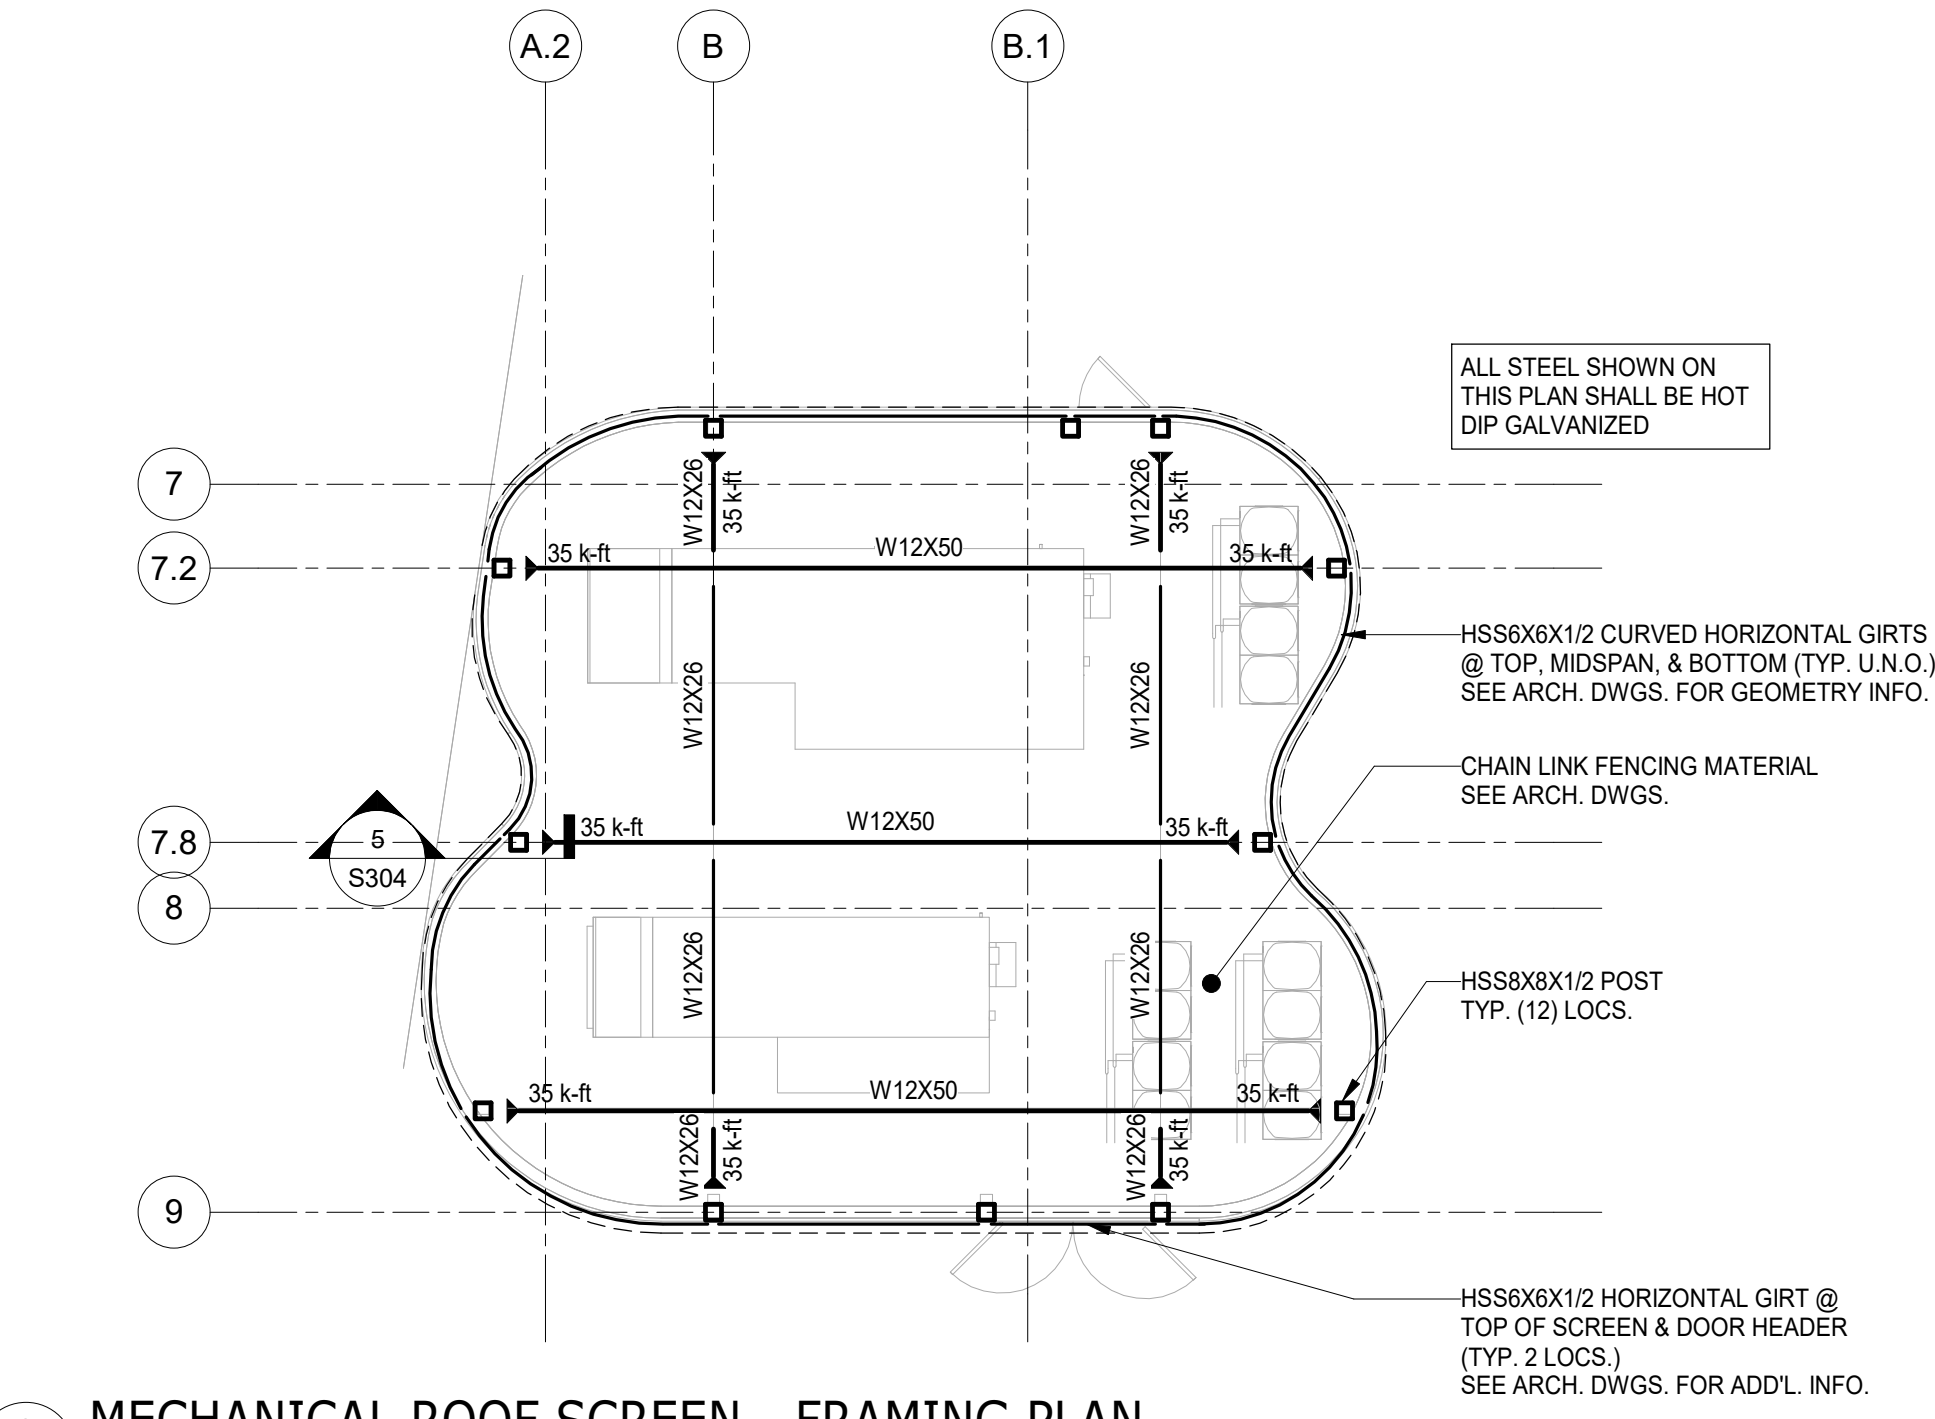 A.2
B
B.1
ALL STEEL SHOWN ON
THIS PLAN SHALL BE HOT
DIP GALVANIZED
7
W12X26
35 k-ft
W12X26
35 k-ft
7.2
35 k-ft
W12X50
35 k-ft
HSS6X6X1/2 CURVED HORIZONTAL GIRTS
@ TOP, MIDSPAN, & BOTTOM (TYP. U.N.O.)
SEE ARCH. DWGS. FOR GEOMETRY INFO.
W12X26
W12X26
CHAIN LINK FENCING MATERIAL
SEE ARCH. DWGS.
7.8
5
S304
35 k-ft
W12X50
35 k-ft
8
W12X26
W12X26
HSS8X8X1/2 POST
TYP. (12) LOCS.
35 k-ft
W12X50
35 k-ft
W12X26
35 k-ft
W12X26
35 k-ft
9
HSS6X6X1/2 HORIZONTAL GIRT @
TOP OF SCREEN & DOOR HEADER
(TYP. 2 LOCS.)
SEE ARCH. DWGS. FOR ADD'L. INFO.
MECHANICAL ROOF SCREEN - FRAMING PLAN